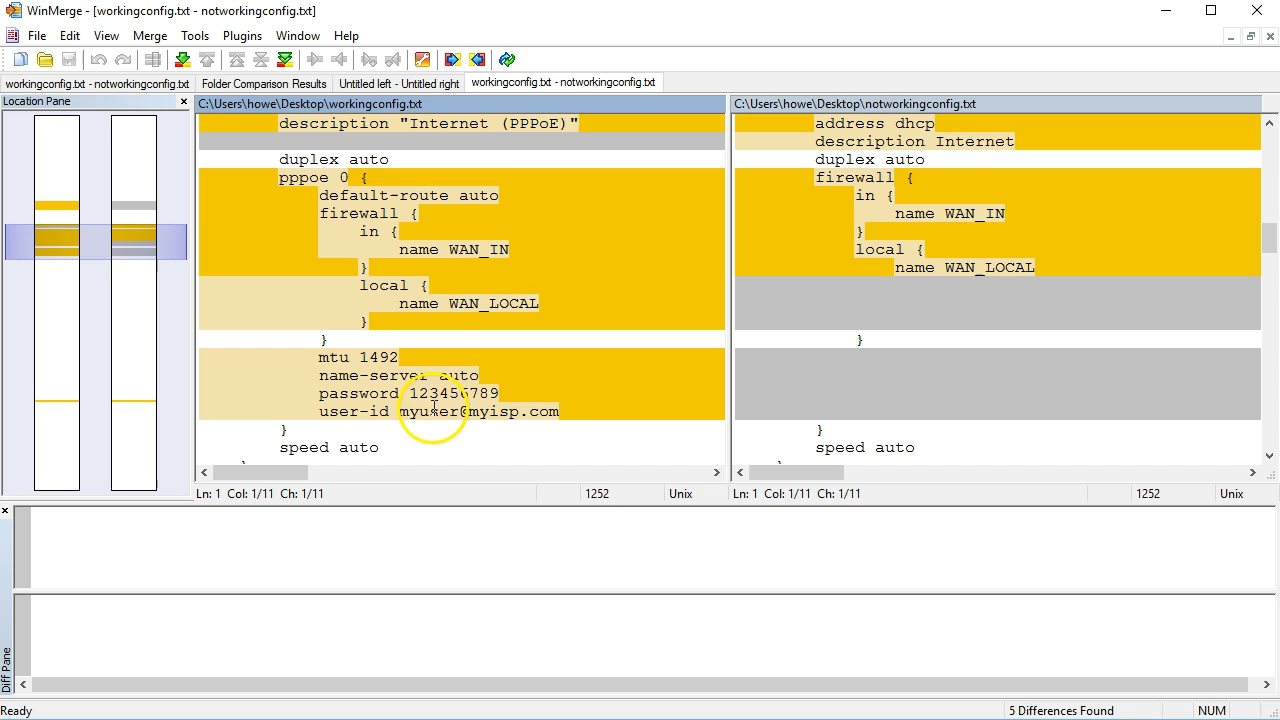 WinMerge - [workingconfig.txt - notworkingconfig.txt]
File Edit View Merge Tools Plugins Window Help
workingconfig.txt - notworkingconfig.txt Folder Comparison Results Untitled left - Untitled right workingconfig.txt - notworkingconfig.txt
Location Pane
C:\Users\howe\Desktop\workingconfig.txt
description "Internet (PPPoE)"
duplex auto
pppoe 0 {
default-route auto
firewall {
in {
name WAN_IN
}
local {
name WAN_LOCAL
}
}
mtu 1492
name-server auto
password 123456789
user-id myuser@myisp.com
}
speed auto
Ln: 1 Col: 1/11 Ch: 1/11 1252 Unix
C:\Users\howe\Desktop\notworkingconfig.txt
address dhcp
description Internet
duplex auto
firewall {
in {
name WAN_IN
}
local {
name WAN_LOCAL
}
}
speed auto
Ln: 1 Col: 1/11 Ch: 1/11 1252 Unix
Diff Pane
Ready 5 Differences Found NUM